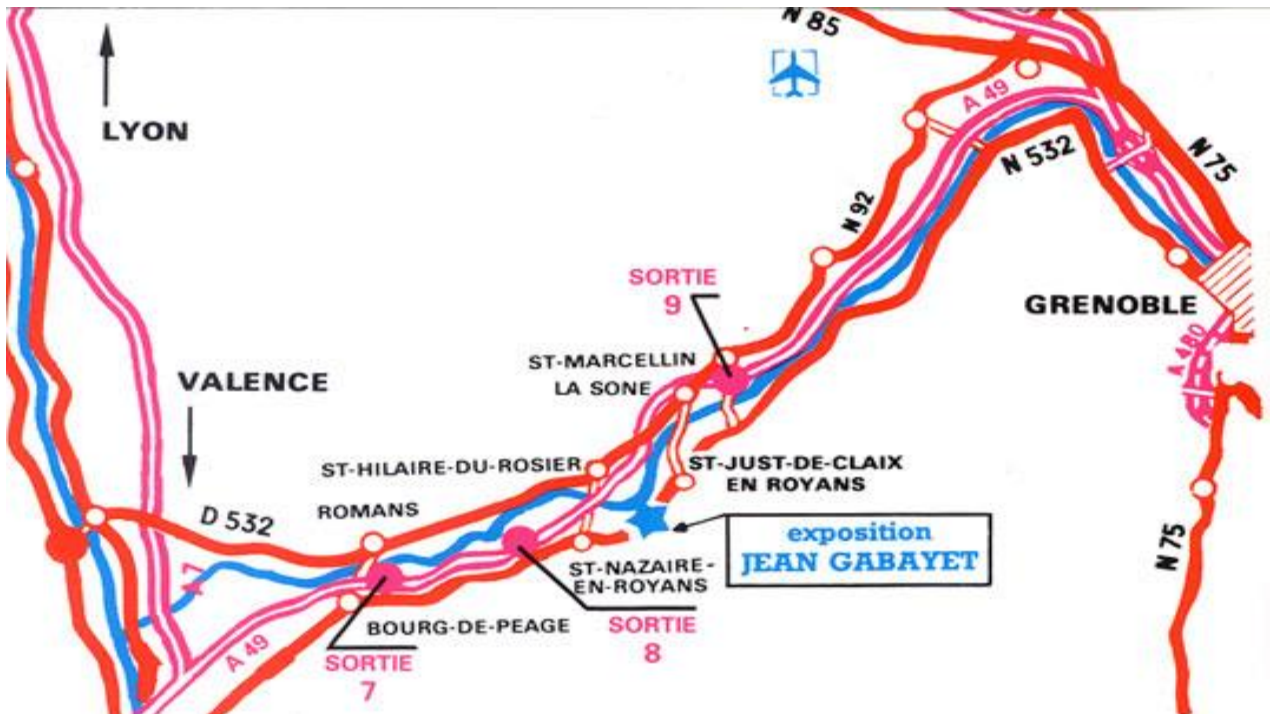 N 85
LYON
A 49
N 532
N 75
N 92
SORTIE
9
GRENOBLE
A 480
ST-MARCELLIN
LA SONE
VALENCE
ST-HILAIRE-DU-ROSIER
ST-JUST-DE-CLAIX
EN ROYANS
ROMANS
D 532
exposition
JEAN GABAYET
N 75
ST-NAZAIRE-
EN-ROYANS
A 7
BOURG-DE-PEAGE
SORTIE
8
A 49
SORTIE
7